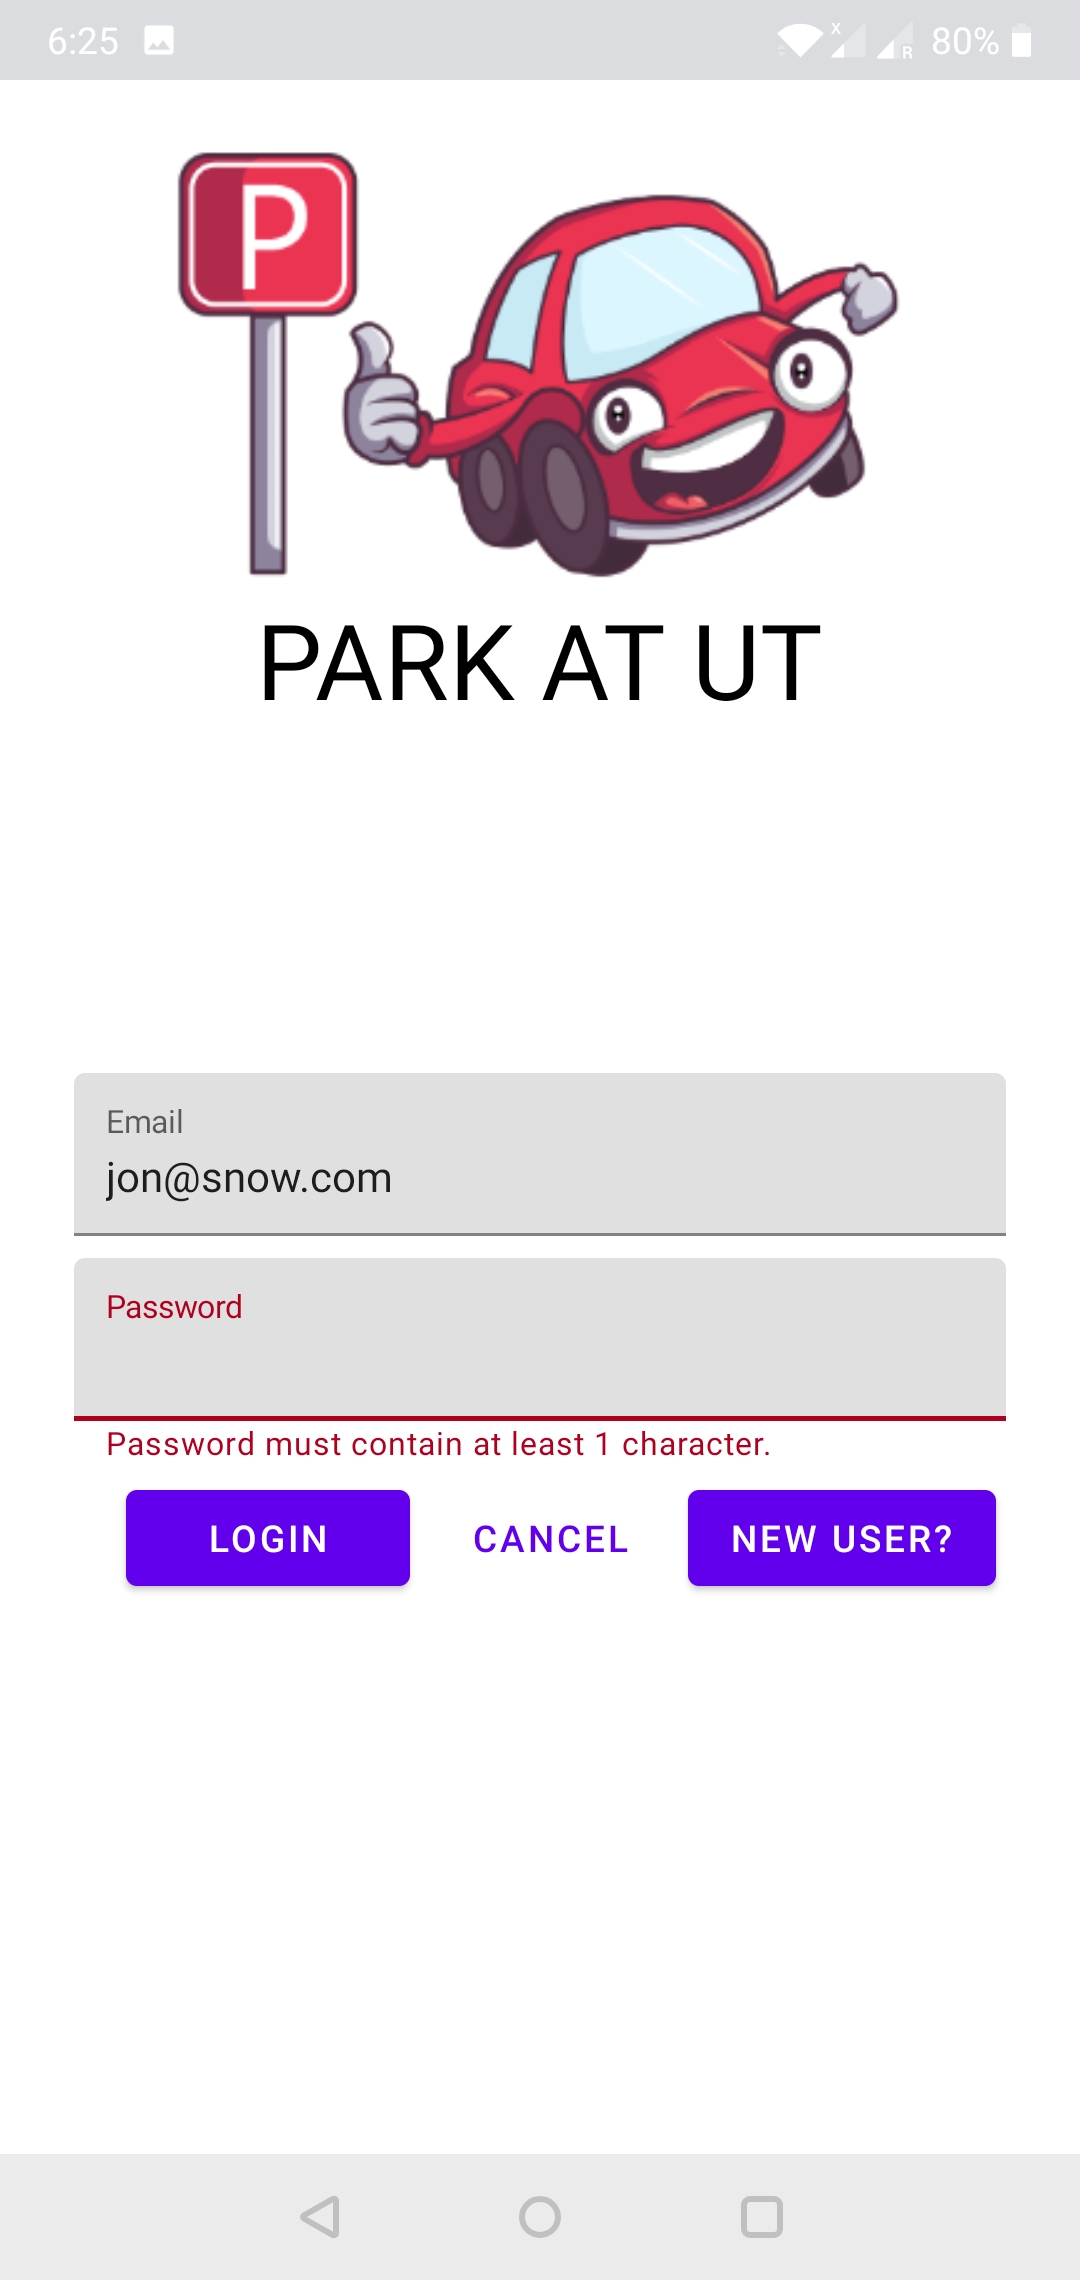 6:25 x R 80%
P
PARK AT UT
Email
jon@snow.com
Password
Password must contain at least 1 character.
LOGIN CANCEL NEW USER?